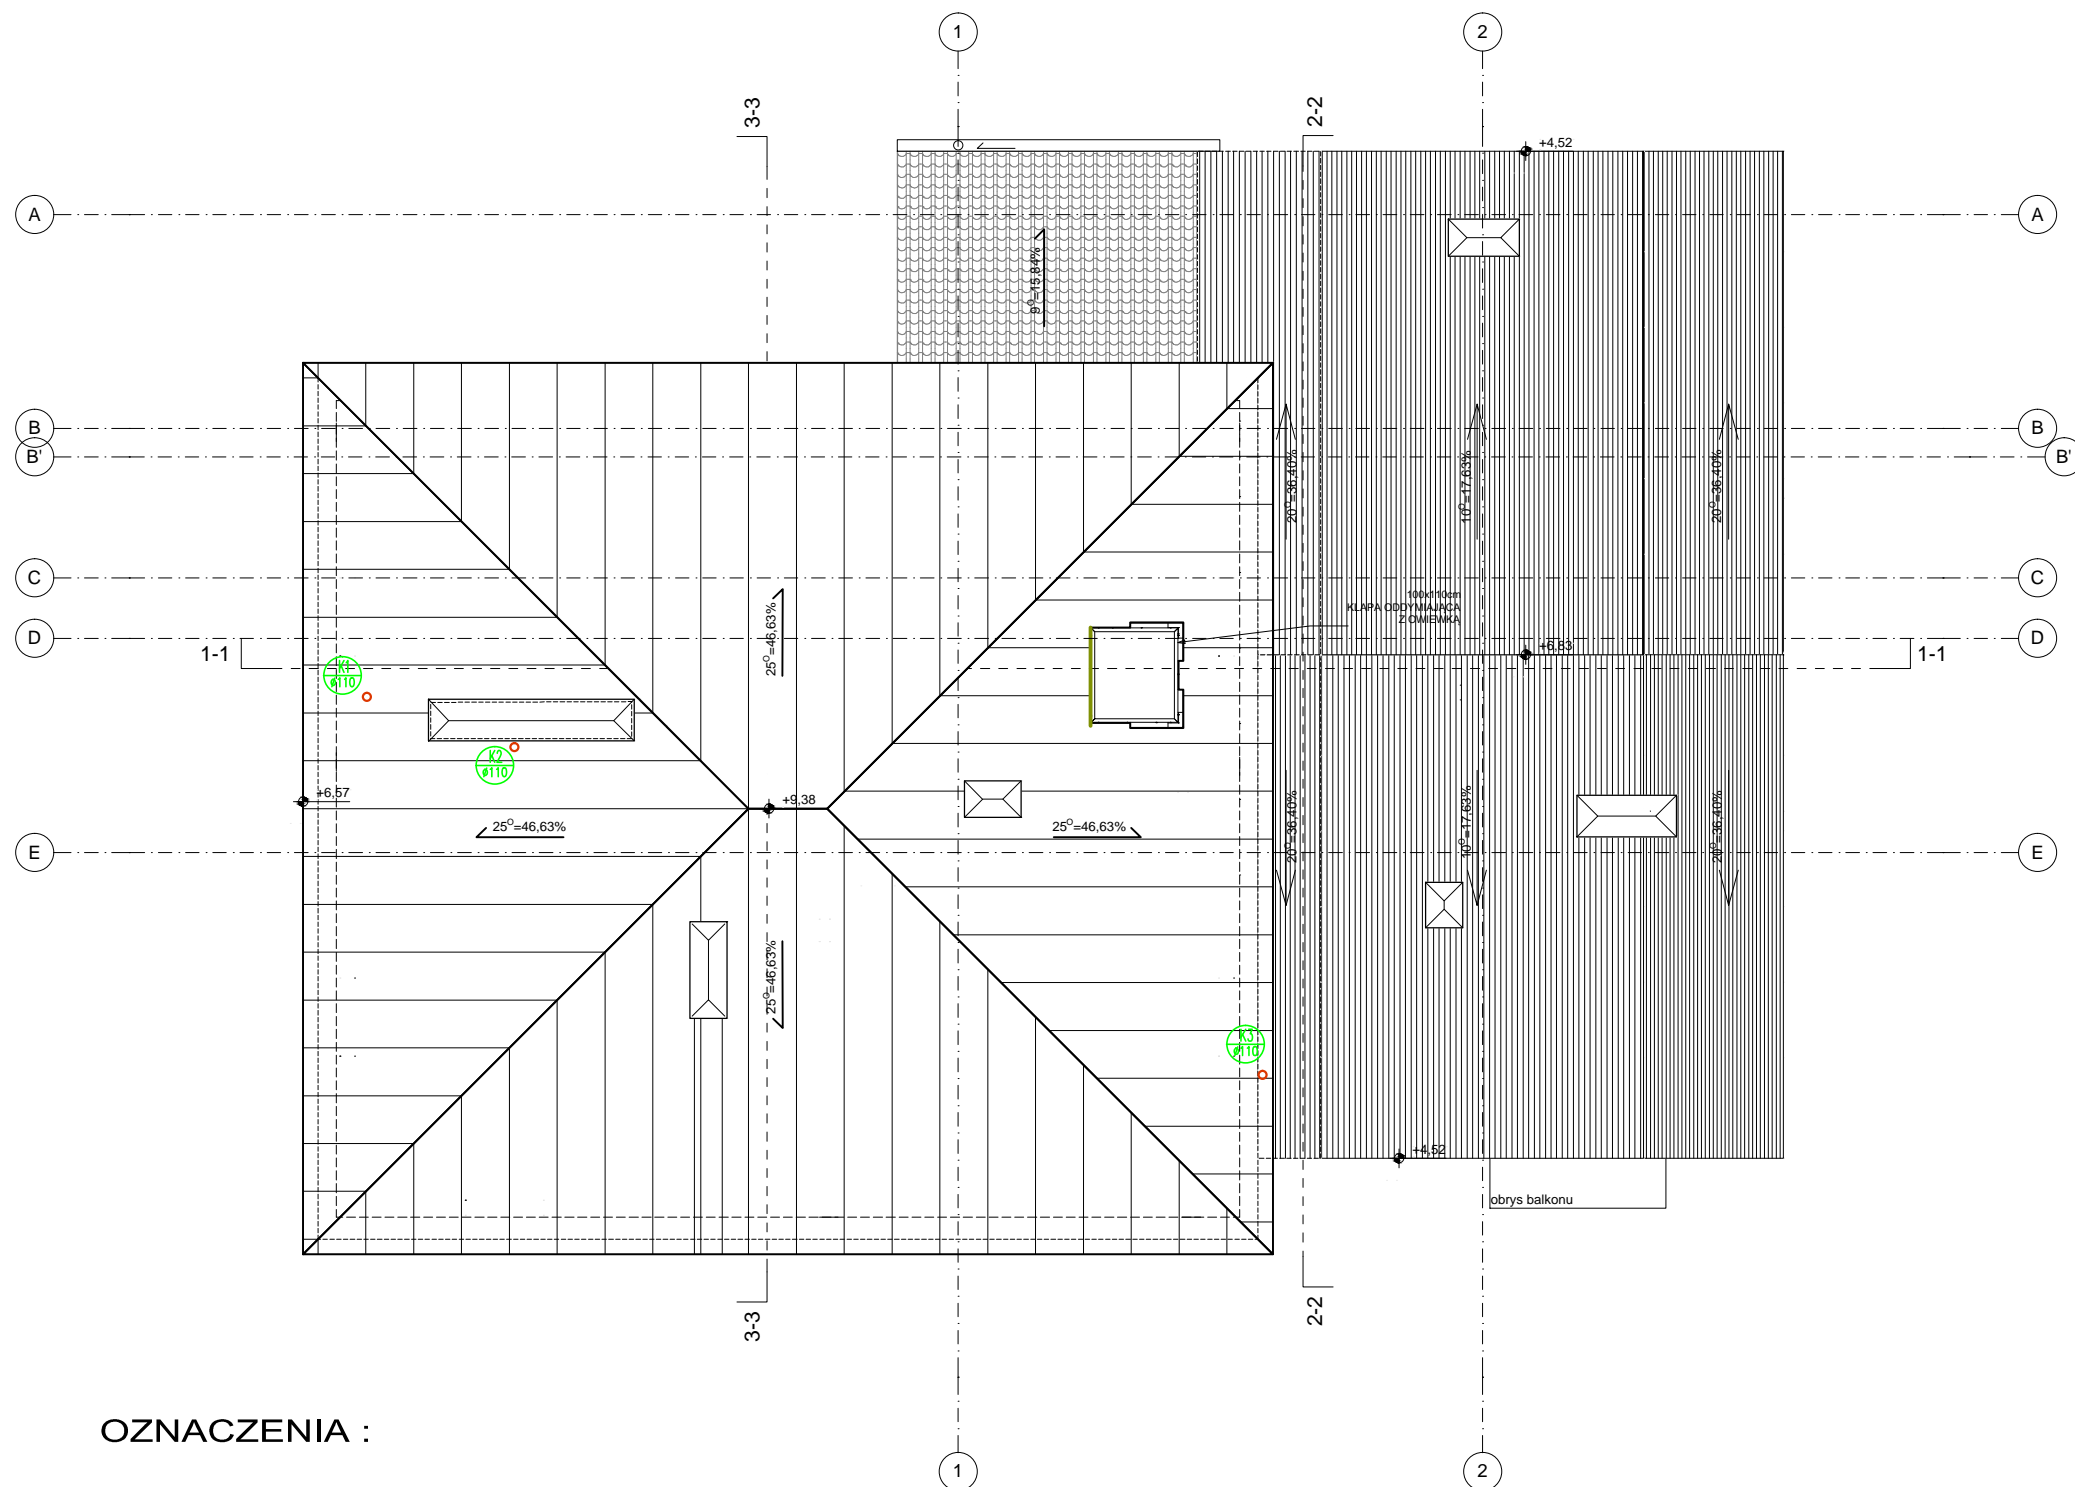 1
2
3-3
2-2
+4,52
A
A
9°=15,84%
B
B
B'
B'
20°=36,40%
10°=17,63%
20°=36,40%
C
C
100x110cm
KLAPA ODDYMIAJĄCA
Z OWIEWKĄ
25°=46,63%
D
D
1-1
1-1
+6,83
K1
ø110
K2
ø110
+6,57
+9,38
25°=46,63%
25°=46,63%
20°=36,40%
10°=17,63%
20°=36,40%
E
E
25°=46,63%
K3
ø110
+4,52
obrys balkonu
3-3
2-2
OZNACZENIA :
1
2